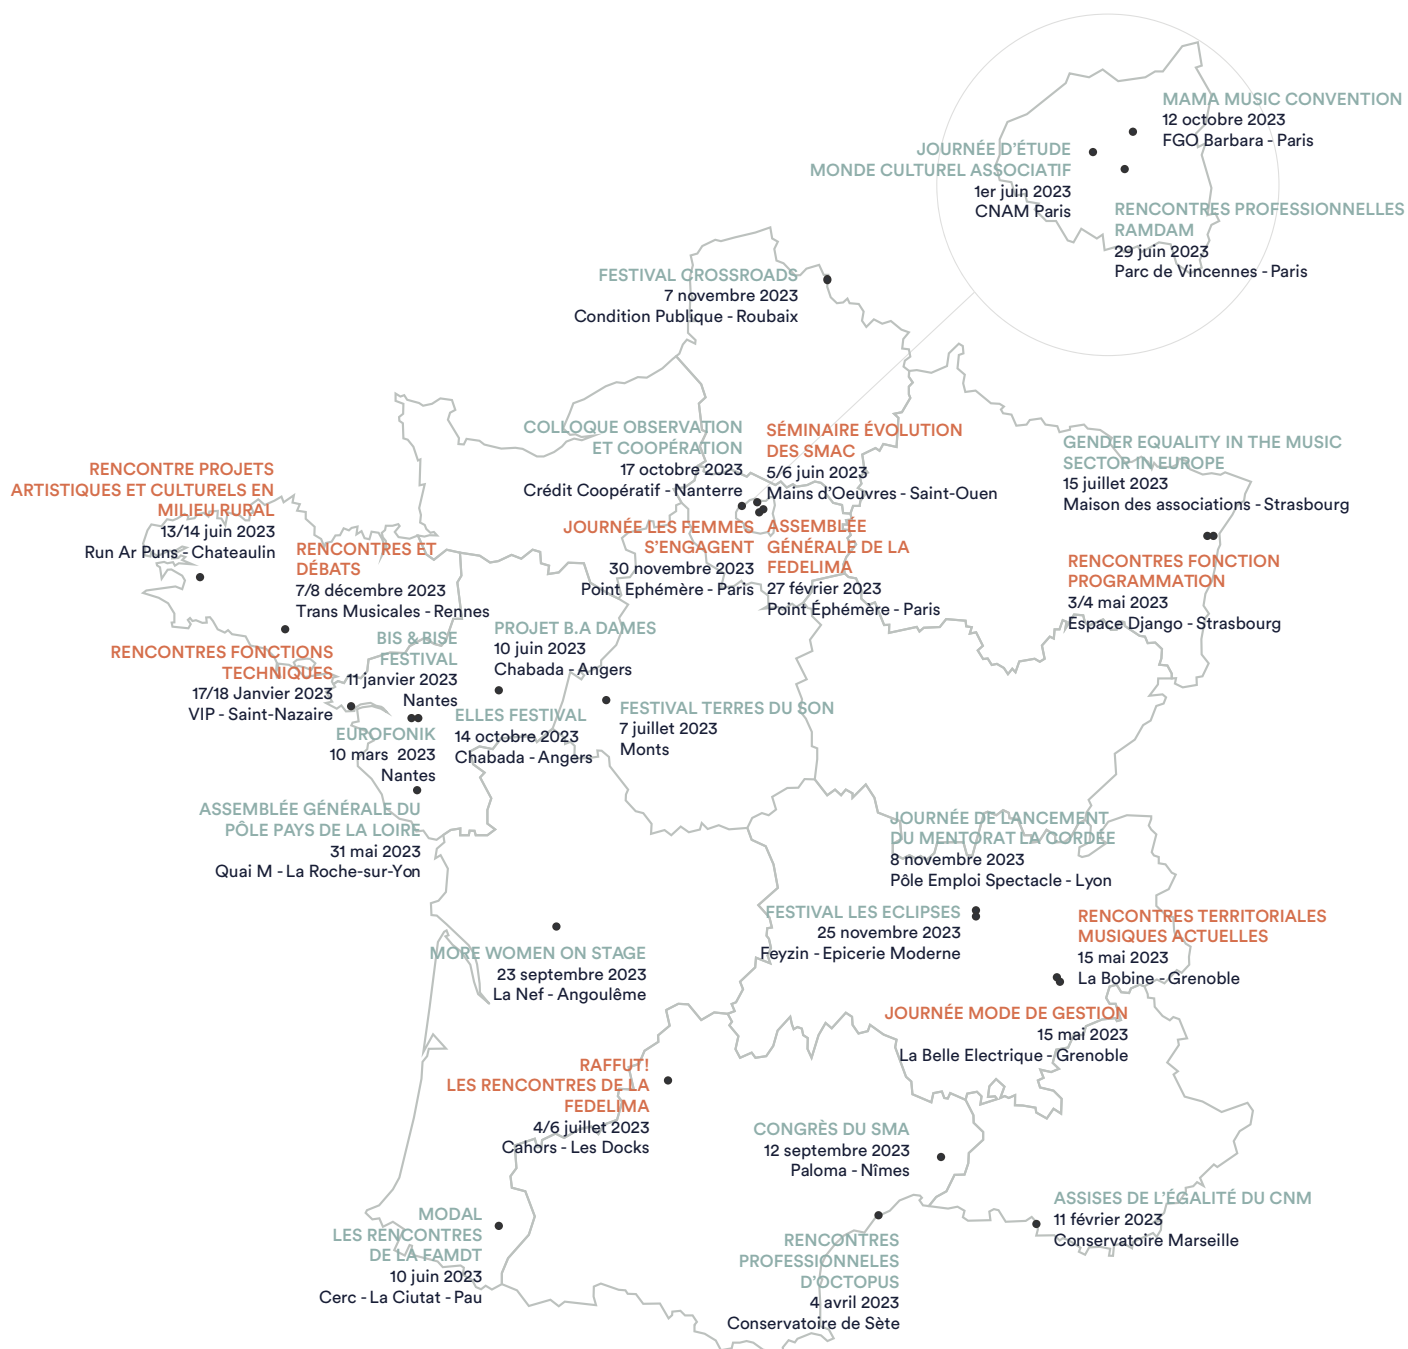 MAMA MUSIC CONVENTION
12 octobre 2023
FGO Barbara - Paris
JOURNÉE D'ÉTUDE
MONDE CULTUREL ASSOCIATIF
1er juin 2023
CNAM Paris
RENCONTRES PROFESSIONNELLES
RAMDAM
29 juin 2023
Parc de Vincennes - Paris
FESTIVAL CROSSROADS
7 novembre 2023
Condition Publique - Roubaix
COLLOQUE OBSERVATION
ET COOPÉRATION
17 octobre 2023
Crédit Coopératif - Nanterre
SÉMINAIRE ÉVOLUTION
DES SMAC
5/6 juin 2023
Mains d'Oeuvres - Saint-Ouen
GENDER EQUALITY IN THE MUSIC
SECTOR IN EUROPE
15 juillet 2023
Maison des associations - Strasbourg
RENCONTRE PROJETS
ARTISTIQUES ET CULTURELS EN
MILIEU RURAL
13/14 juin 2023
Run Ar Puns - Chateaulin
RENCONTRES ET
DÉBATS
7/8 décembre 2023
Trans Musicales - Rennes
JOURNÉE LES FEMMES
S'ENGAGENT
30 novembre 2023
Point Ephémère - Paris
ASSEMBLÉE
GÉNÉRALE DE LA
FEDELIMA
27 février 2023
Point Éphémère - Paris
RENCONTRES FONCTION
PROGRAMMATION
3/4 mai 2023
Espace Django - Strasbourg
RENCONTRES FONCTIONS
TECHNIQUES
17/18 Janvier 2023
VIP - Saint-Nazaire
BIS & BISE
FESTIVAL
11 janvier 2023
Nantes
PROJET B.A DAMES
10 juin 2023
Chabada - Angers
EUROFONIK
10 mars  2023
Nantes
ELLES FESTIVAL
14 octobre 2023
Chabada - Angers
FESTIVAL TERRES DU SON
7 juillet 2023
Monts
ASSEMBLÉE GÉNÉRALE DU
PÔLE PAYS DE LA LOIRE
31 mai 2023
Quai M - La Roche-sur-Yon
JOURNÉE DE LANCEMENT
DU MENTORAT LA CORDÉE
8 novembre 2023
Pôle Emploi Spectacle - Lyon
FESTIVAL LES ECLIPSES
25 novembre 2023
Feyzin - Epicerie Moderne
RENCONTRES TERRITORIALES
MUSIQUES ACTUELLES
15 mai 2023
La Bobine - Grenoble
MORE WOMEN ON STAGE
23 septembre 2023
La Nef - Angoulême
JOURNÉE MODE DE GESTION
15 mai 2023
La Belle Electrique - Grenoble
RAFFUT!
LES RENCONTRES DE LA
FEDELIMA
4/6 juillet 2023
Cahors - Les Docks
CONGRÈS DU SMA
12 septembre 2023
Paloma - Nîmes
ASSISES DE L'ÉGALITÉ DU CNM
11 février 2023
Conservatoire Marseille
MODAL
LES RENCONTRES
DE LA FAMDT
10 juin 2023
Cerc - La Ciutat - Pau
RENCONTRES
PROFESSIONNELES
D'OCTOPUS
4 avril 2023
Conservatoire de Sète